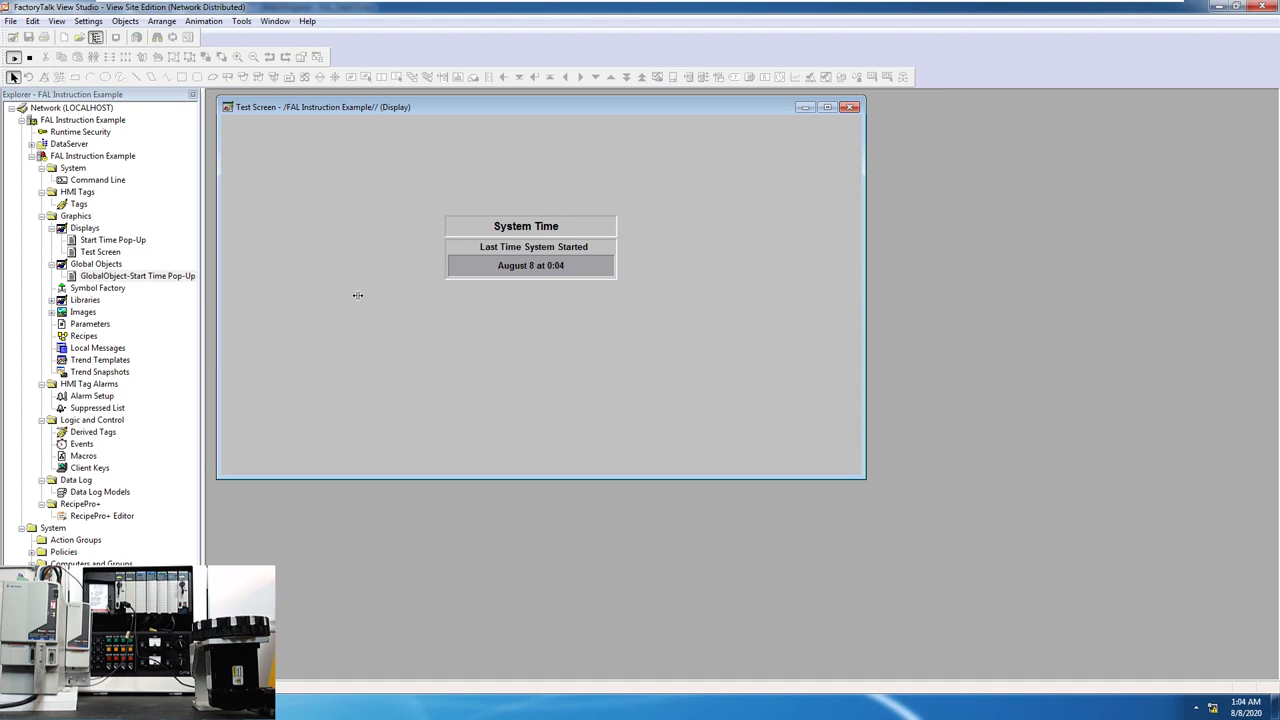 FactoryTalk View Studio - View Site Edition (Network Distributed)
File Edit View Settings Objects Arrange Animation Tools Window Help
Explorer - FAL Instruction Example
Network (LOCALHOST)
FAL Instruction Example
Runtime Security
DataServer
FAL Instruction Example
System
Command Line
HMI Tags
Tags
Graphics
Displays
Start Time Pop-Up
Test Screen
Global Objects
GlobalObject-Start Time Pop-Up
Symbol Factory
Libraries
Images
Parameters
Recipes
Local Messages
Trend Templates
Trend Snapshots
HMI Tag Alarms
Alarm Setup
Suppressed List
Logic and Control
Derived Tags
Events
Macros
Client Keys
Data Log
Data Log Models
RecipePro+
RecipePro+ Editor
System
Action Groups
Policies
Computers and Groups
Test Screen - /FAL Instruction Example// (Display)
System Time
Last Time System Started
August 8 at 0:04
1:04 AM
8/8/2020